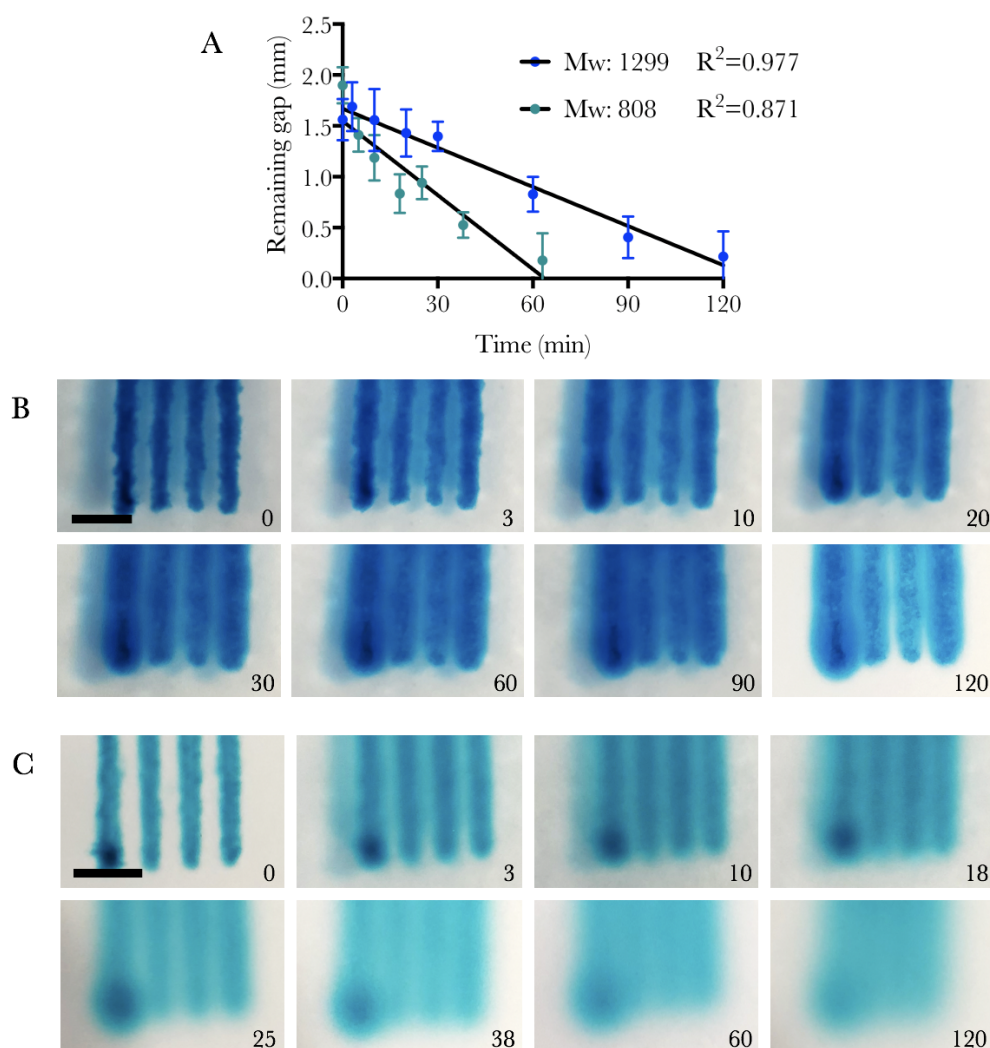 A
Remaining gap (mm)
2.5
2.0
1.5
1.0
0.5
0.0
0 30 60 90 120
Time (min)
Mw: 1299 R²=0.977
Mw: 808 R²=0.871
B
0 3 10 20
30 60 90 120
C
0 3 10 18
25 38 60 120